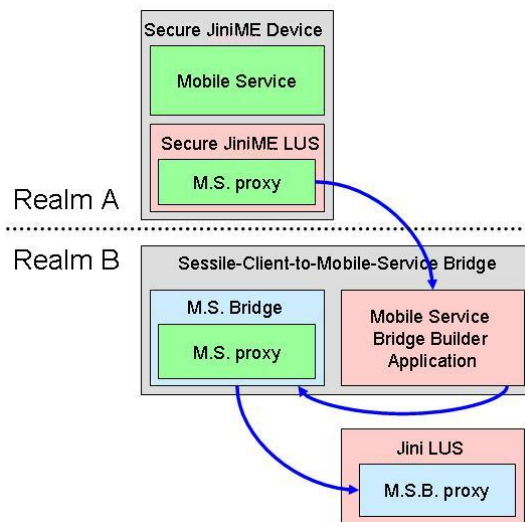 Secure JiniME Device
Mobile Service
Secure JiniME LUS
M.S. proxy
Realm A
Realm B
Sessile-Client-to-Mobile-Service Bridge
M.S. Bridge
M.S. proxy
Mobile Service
Bridge Builder
Application
Jini LUS
M.S.B. proxy